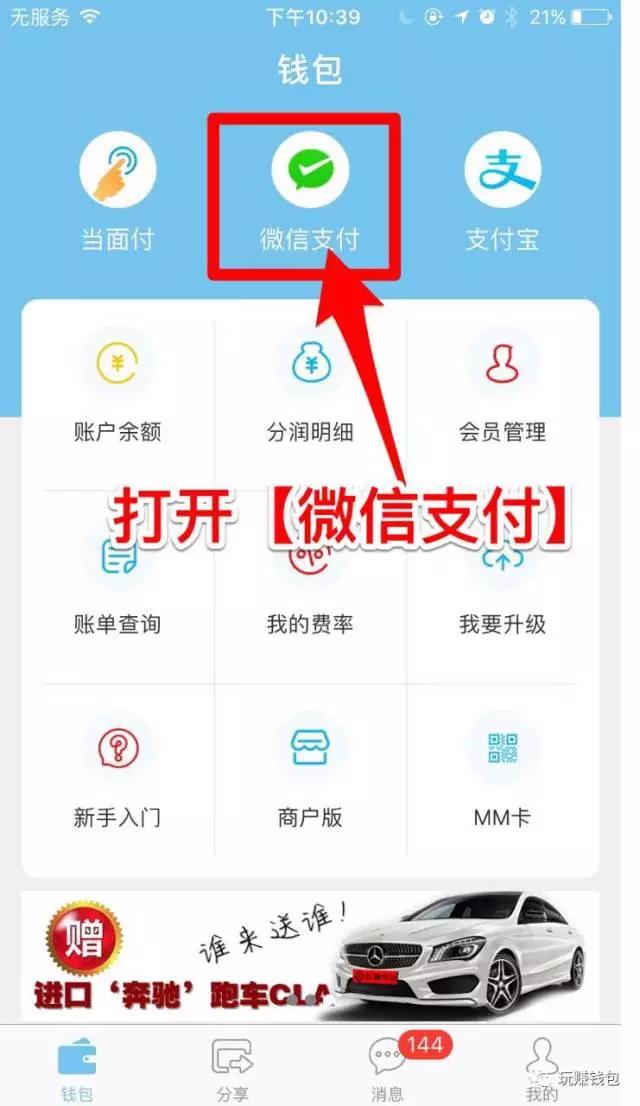 无服务 下午10:39 21%
钱包
当面付 微信支付 支付宝
账户余额 分润明细 会员管理
打开【微信支付】
账单查询 我的费率 我要升级
新手入门 商户版 MM卡
谁来送谁!
赠
进口‘奔驰’跑车CLA
144
钱包 分享 消息 我的
玩赚钱包